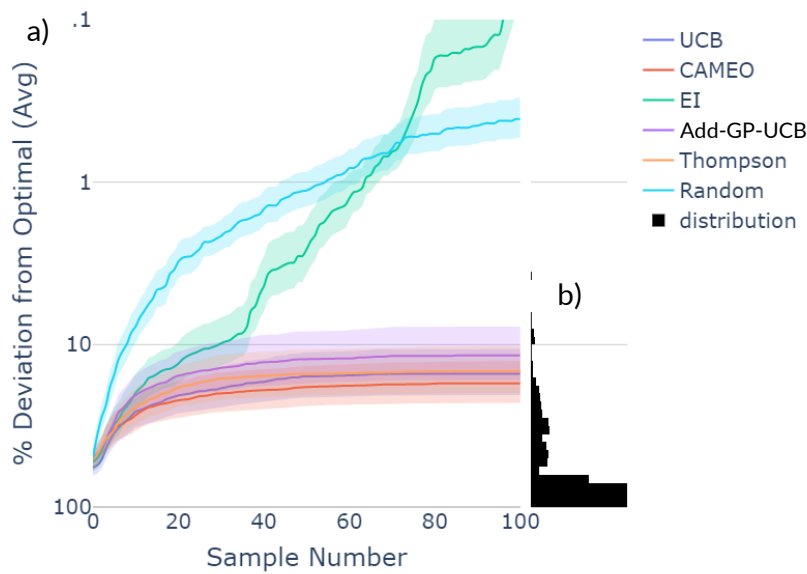 a)
% Deviation from Optimal (Avg)
.1
1
10
100
0
20
40
60
80
100
Sample Number
b)
UCB
CAMEO
EI
Add-GP-UCB
Thompson
Random
distribution